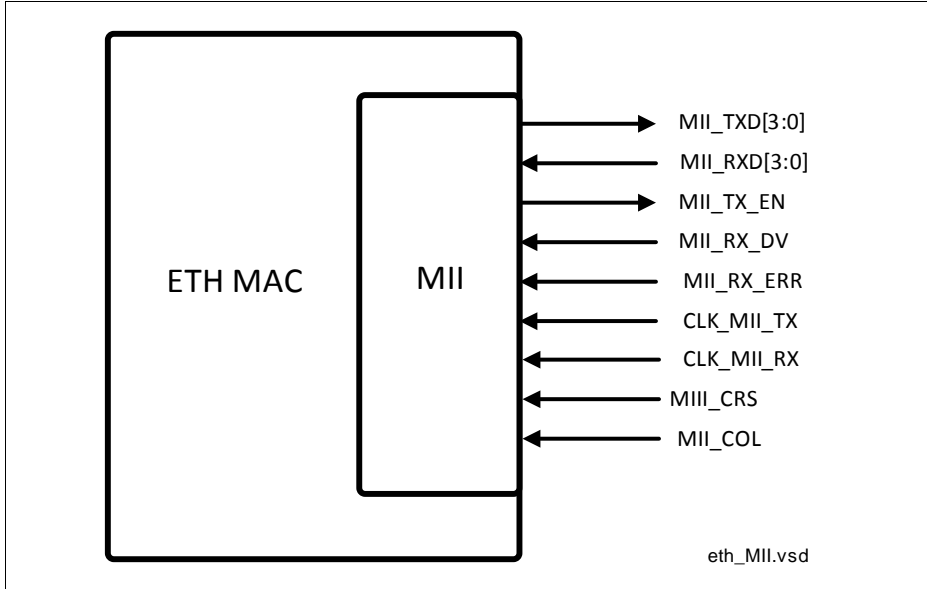 MII_TXD[3:0]
MII_RXD[3:0]
MII_TX_EN
MII_RX_DV
ETH MAC
MII
MII_RX_ERR
CLK_MII_TX
CLK_MII_RX
MIII_CRS
MII_COL
eth_MII.vsd